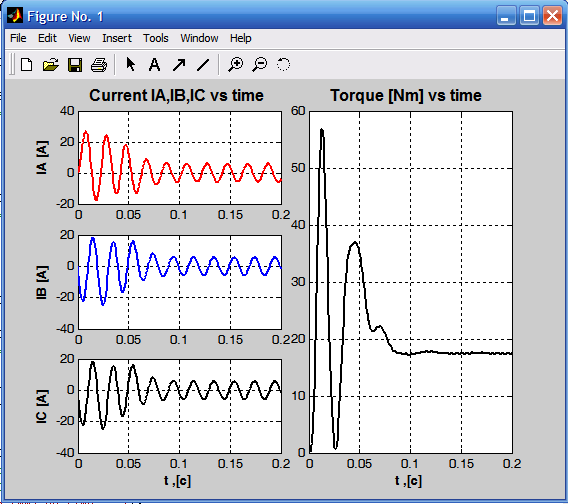 Figure No. 1
File Edit View Insert Tools Window Help
A
Current IA,IB,IC vs time
IA [A]
40
20
0
-20
0 0.05 0.1 0.15 0.2
IB [A]
20
0
-20
-40
0 0.05 0.1 0.15 0.2
IC [A]
20
0
-20
-40
0 0.05 0.1 0.15 0.2
t ,[c]
Torque [Nm] vs time
60
50
40
30
20
10
0
0 0.05 0.1 0.15 0.2
t ,[c]